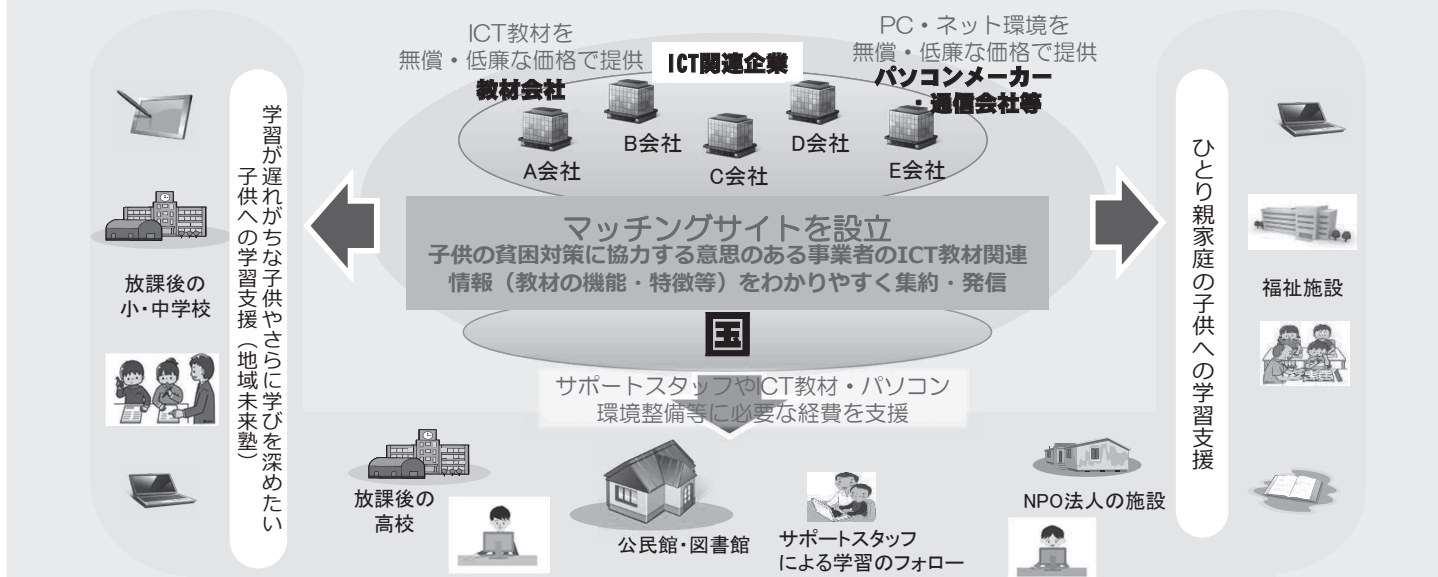 ICT教材を
無償・低廉な価格で提供
PC・ネット環境を
無償・低廉な価格で提供
ICT関連企業
教材会社
パソコンメーカー
・通信会社等
A会社
B会社
C会社
D会社
E会社
マッチングサイトを設立
子供の貧困対策に協力する意思のある事業者のICT教材関連
情報（教材の機能・特徴等）をわかりやすく集約・発信
国
サポートスタッフやICT教材・パソコン
環境整備等に必要な経費を支援
学習が遅れがちな子供やさらに学びを深めたい
子供への学習支援（地域未来塾）
放課後の
小・中学校
ひとり親家庭の子供への学習支援
福祉施設
放課後の
高校
公民館・図書館
サポートスタッフ
による学習のフォロー
NPO法人の施設